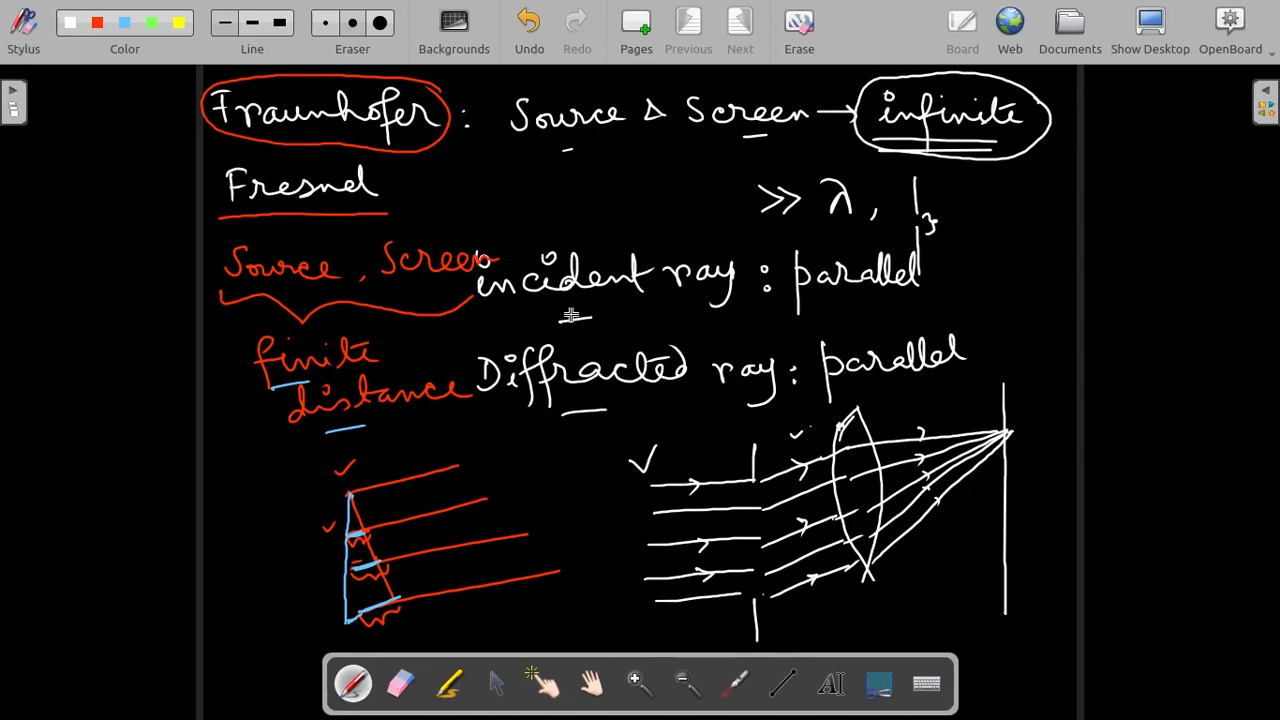 Stylus Color Line Eraser Backgrounds Undo Redo Pages Previous Next Erase Board Web Documents Show Desktop OpenBoard
Fraunhofer : Source & Screen → infinite
Fresnel
>> λ,
Source, Screen
incident ray : parallel
finite
distance
Diffracted ray : parallel
AI